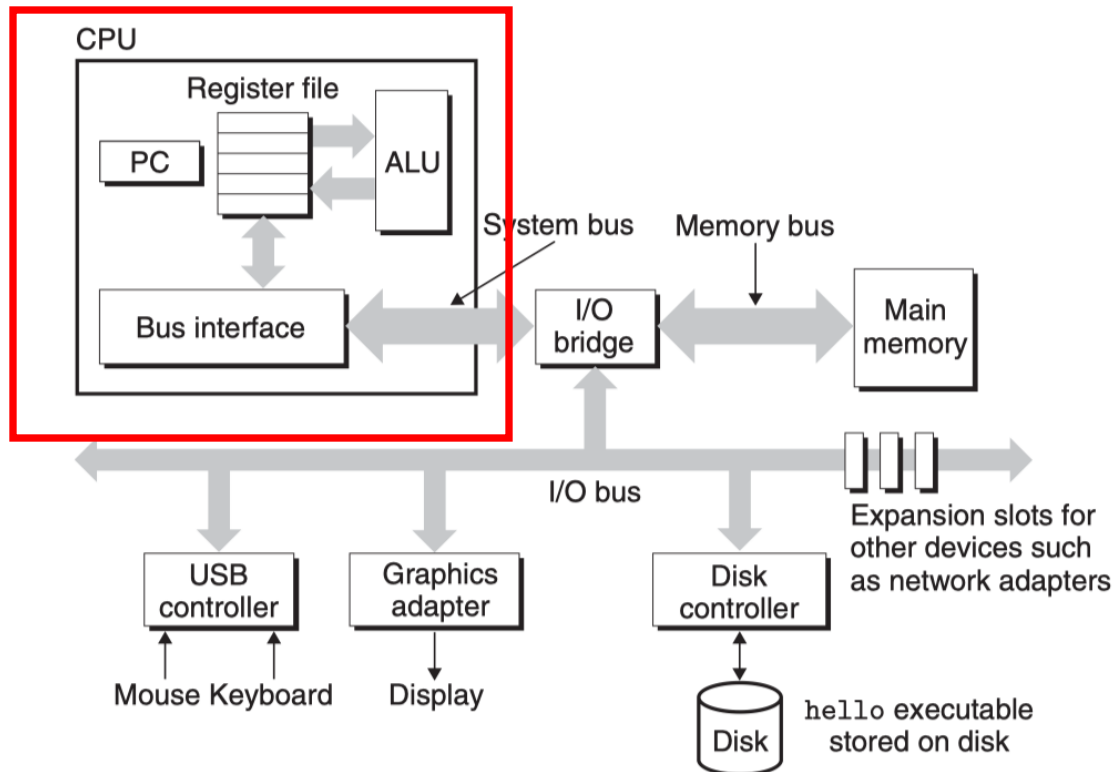 CPU
Register file
PC
ALU
System bus
Memory bus
Bus interface
I/O
bridge
Main
memory
I/O bus
Expansion slots for
other devices such
as network adapters
USB
controller
Graphics
adapter
Disk
controller
Mouse Keyboard
Display
Disk
hello executable
stored on disk